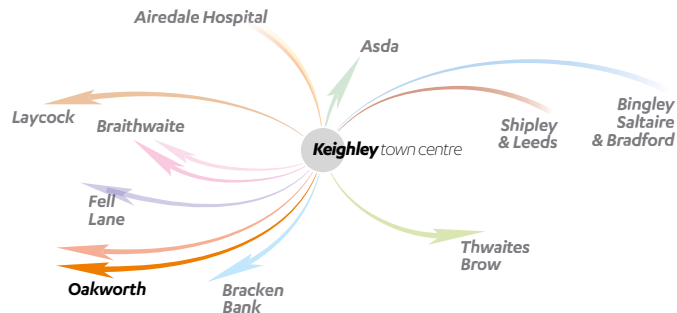 Airedale Hospital
Asda
Laycock
Braithwaite
Bingley
Saltaire
& Bradford
Shipley
& Leeds
Keighley town centre
Fell
Lane
Thwaites
Brow
Oakworth
Bracken
Bank